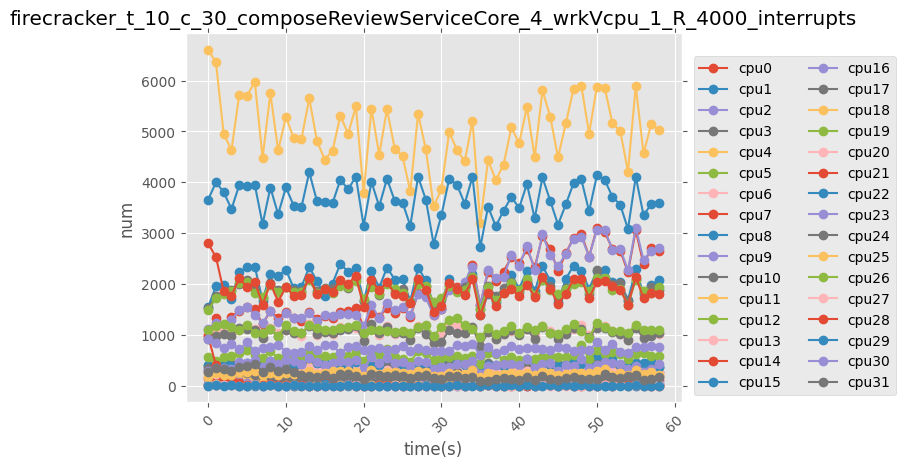 firecracker_t_10_c_30_composeReviewServiceCore_4_wrkVcpu_1_R_4000_interrupts
num
6000
5000
4000
3000
2000
1000
0
0
10
20
30
40
50
60
time(s)
cpu0
cpu1
cpu2
cpu3
cpu4
cpu5
cpu6
cpu7
cpu8
cpu9
cpu10
cpu11
cpu12
cpu13
cpu14
cpu15
cpu16
cpu17
cpu18
cpu19
cpu20
cpu21
cpu22
cpu23
cpu24
cpu25
cpu26
cpu27
cpu28
cpu29
cpu30
cpu31